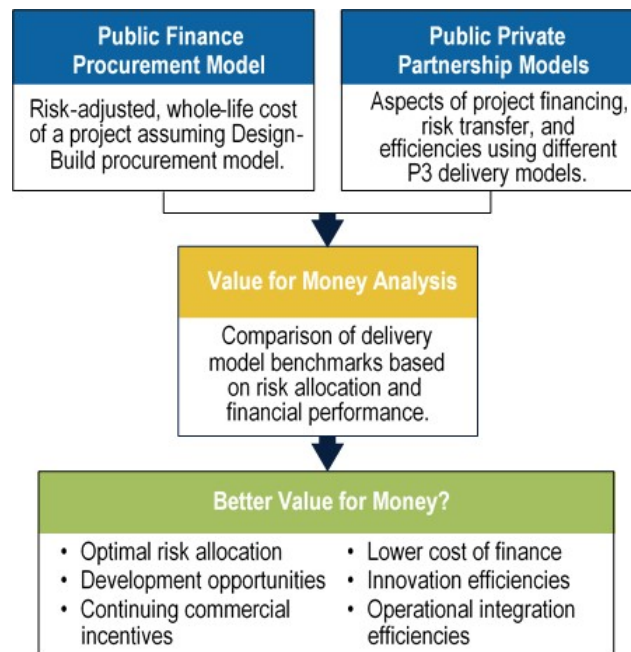 Public Finance
Procurement Model
Risk-adjusted, whole-life cost
of a project assuming Design-
Build procurement model.
Public Private
Partnership Models
Aspects of project financing,
risk transfer, and
efficiencies using different
P3 delivery models.
Value for Money Analysis
Comparison of delivery
model benchmarks based
on risk allocation and
financial performance.
Better Value for Money?
• Optimal risk allocation
• Development opportunities
• Continuing commercial
incentives
• Lower cost of finance
• Innovation efficiencies
• Operational integration
efficiencies